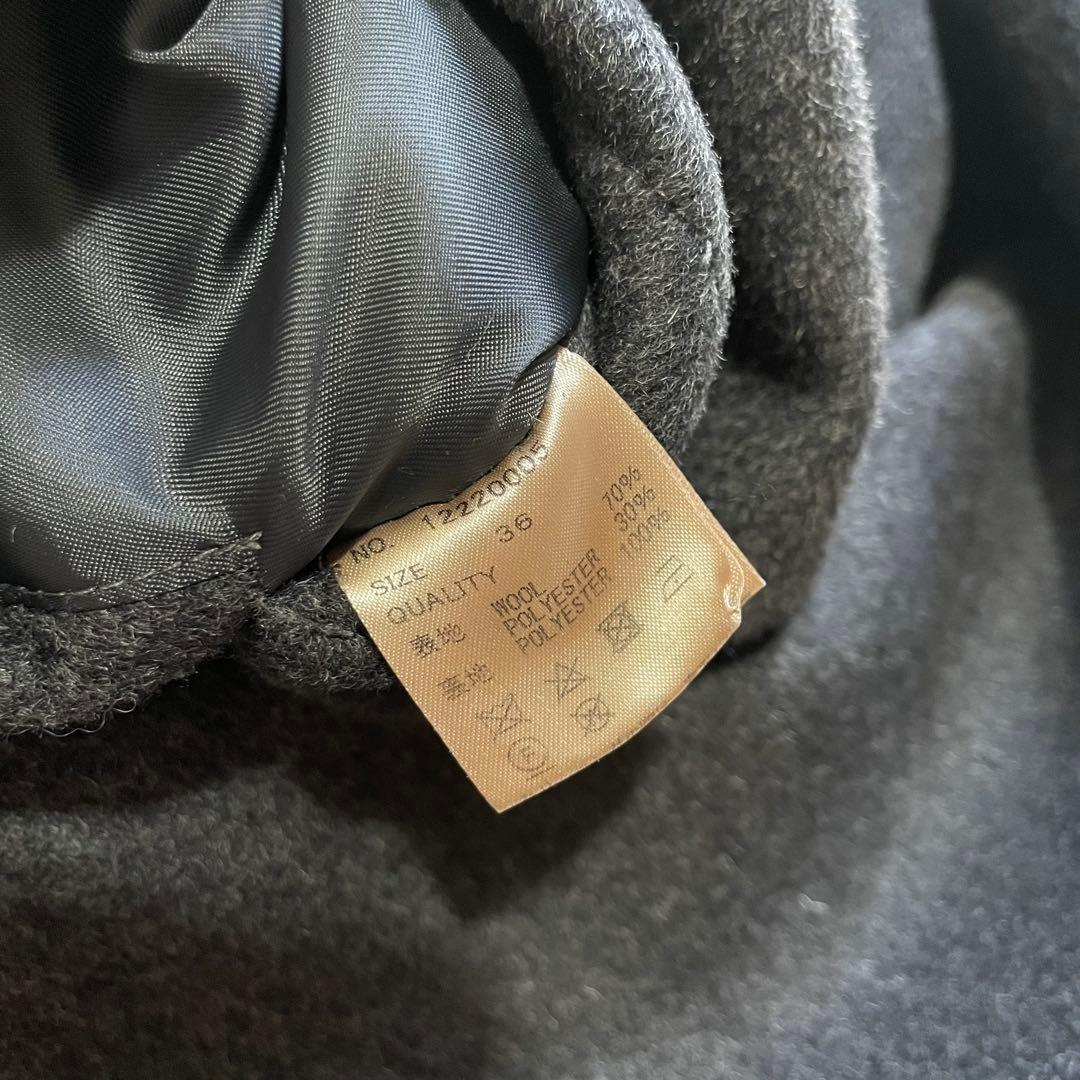 NO. 12220005
SIZE 36
QUALITY
表地 WOOL 70%
POLYESTER 30%
裏地 POLYESTER 100%